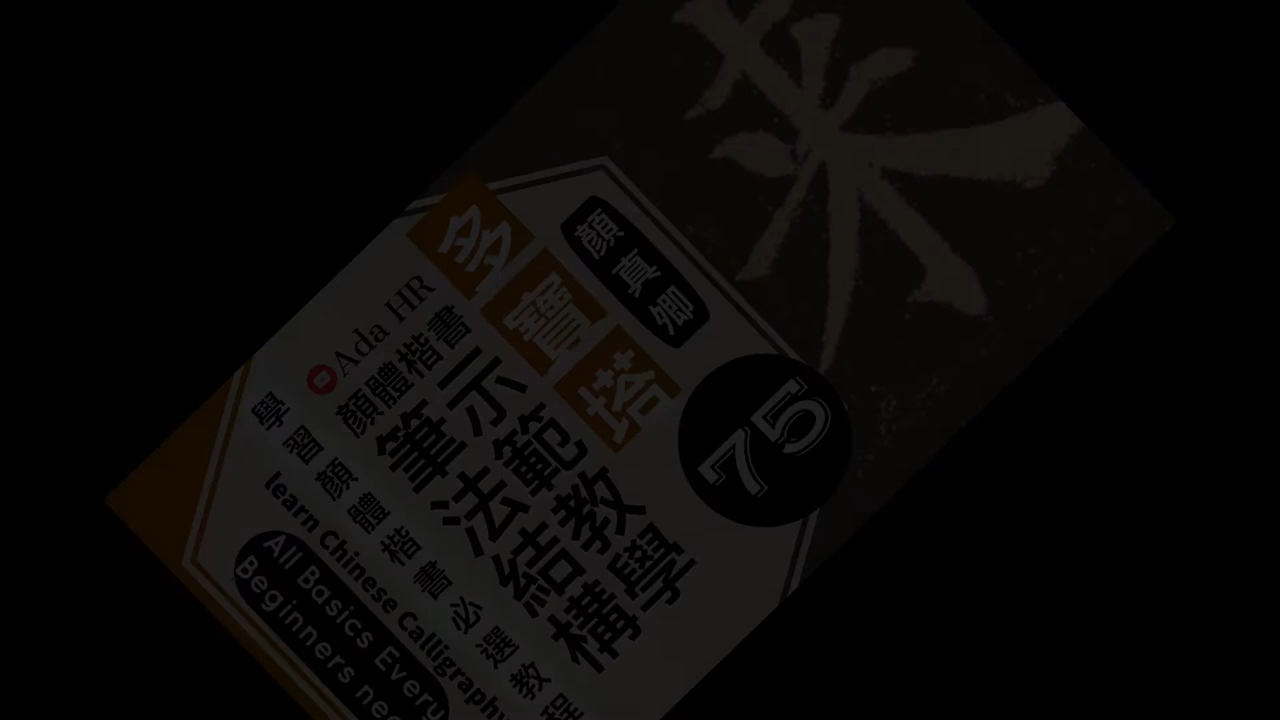 多寶塔
顏真卿
Ada HR
顏體楷書
示範教學
筆法結構
75
學習顏體楷書必選教程
learn Chinese Calligraphy
All Basics Every
Beginners nee